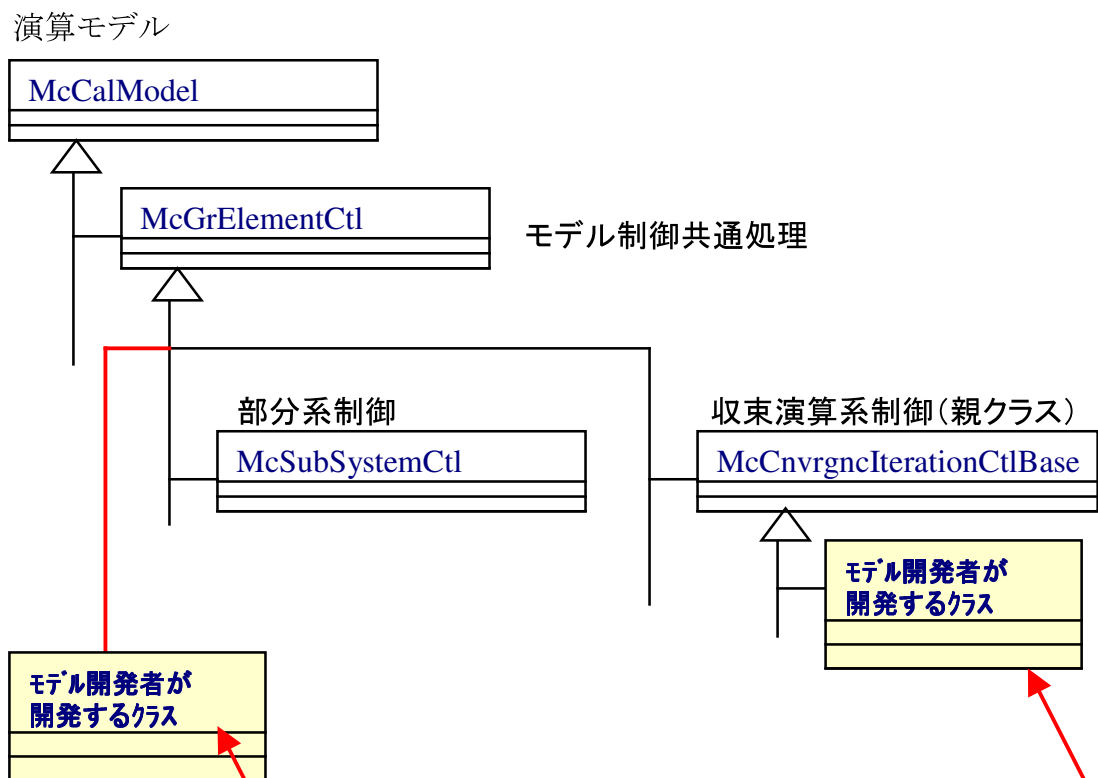 演算モデル
McCalModel
McGrElementCtl
モデル制御共通処理
部分系制御
収束演算系制御(親クラス)
McSubSystemCtl
McCnvrgncIterationCtlBase
ﾓﾃﾞﾙ開発者が
開発するｸﾗｽ
ﾓﾃﾞﾙ開発者が
開発するｸﾗｽ